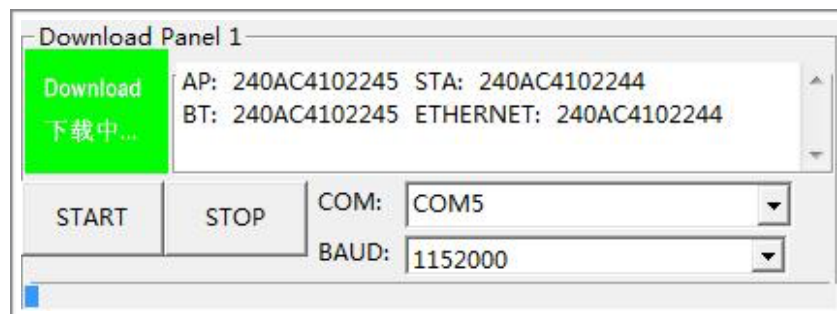 Download Panel 1
Download
下载中...
AP: 240AC4102245 STA: 240AC4102244
BT: 240AC4102245 ETHERNET: 240AC4102244
START
STOP
COM: COM5
BAUD: 1152000